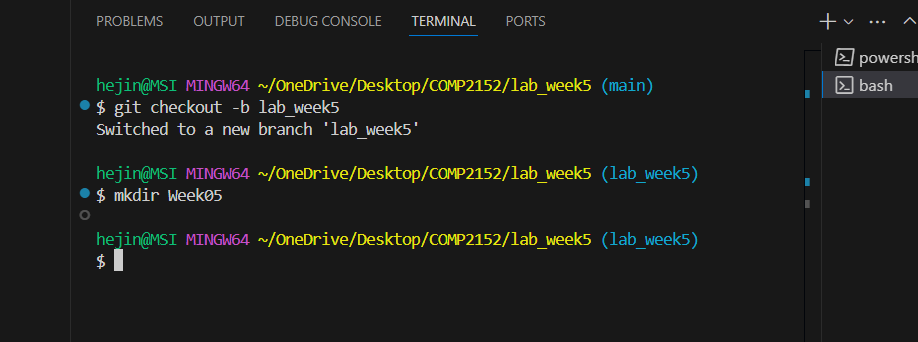 PROBLEMS OUTPUT DEBUG CONSOLE TERMINAL PORTS
powersh
bash
hejin@MSI MINGW64 ~/OneDrive/Desktop/COMP2152/lab_week5 (main)
$ git checkout -b lab_week5
Switched to a new branch 'lab_week5'
hejin@MSI MINGW64 ~/OneDrive/Desktop/COMP2152/lab_week5 (lab_week5)
$ mkdir Week05
hejin@MSI MINGW64 ~/OneDrive/Desktop/COMP2152/lab_week5 (lab_week5)
$